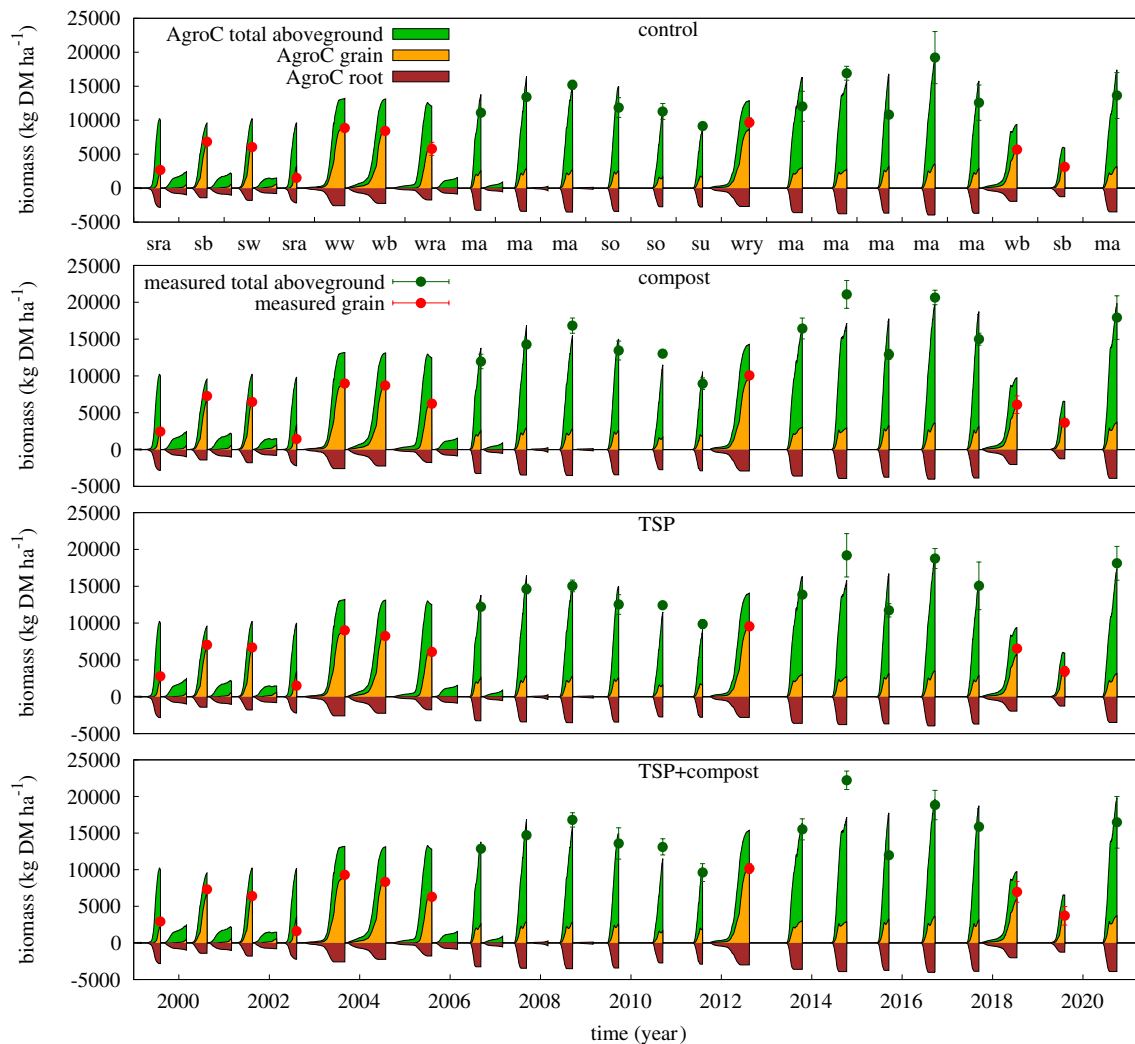 25000
20000
15000
10000
5000
0
-5000
biomass (kg DM ha⁻¹)
AgroC total aboveground
AgroC grain
AgroC root
control
sra sb sw sra ww wb wra ma ma ma so so su wry ma ma ma ma ma wb sb ma
25000
20000
15000
10000
5000
0
-5000
biomass (kg DM ha⁻¹)
measured total aboveground
measured grain
compost
25000
20000
15000
10000
5000
0
-5000
biomass (kg DM ha⁻¹)
TSP
25000
20000
15000
10000
5000
0
-5000
biomass (kg DM ha⁻¹)
TSP+compost
2000 2002 2004 2006 2008 2010 2012 2014 2016 2018 2020
time (year)